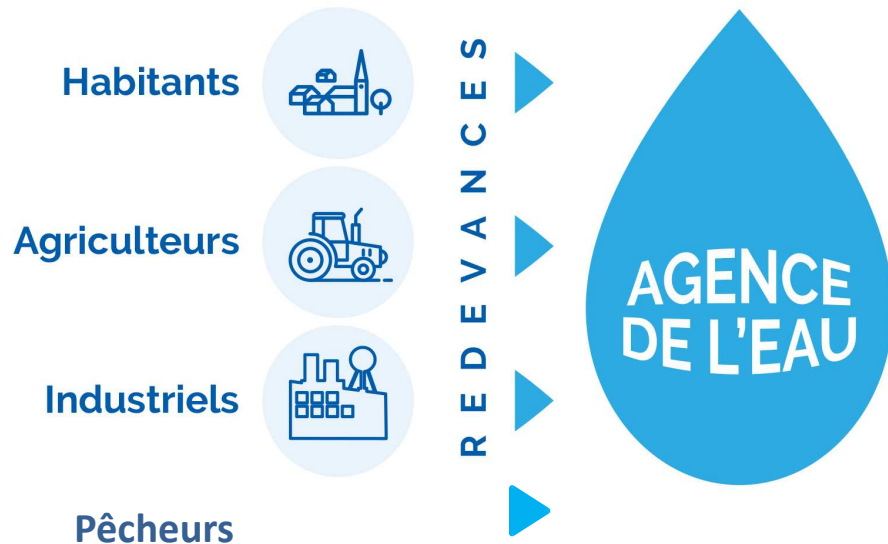 Habitants
Agriculteurs
Industriels
Pêcheurs
REDEVANCES
AGENCE
DE L'EAU